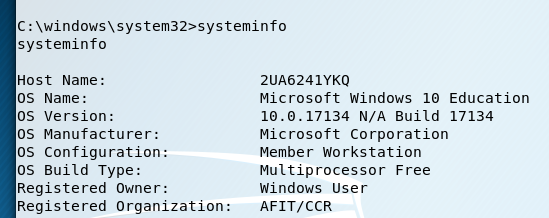 C:\windows\system32>systeminfo
systeminfo
Host Name: 2UA6241YKQ
OS Name: Microsoft Windows 10 Education
OS Version: 10.0.17134 N/A Build 17134
OS Manufacturer: Microsoft Corporation
OS Configuration: Member Workstation
OS Build Type: Multiprocessor Free
Registered Owner: Windows User
Registered Organization: AFIT/CCR